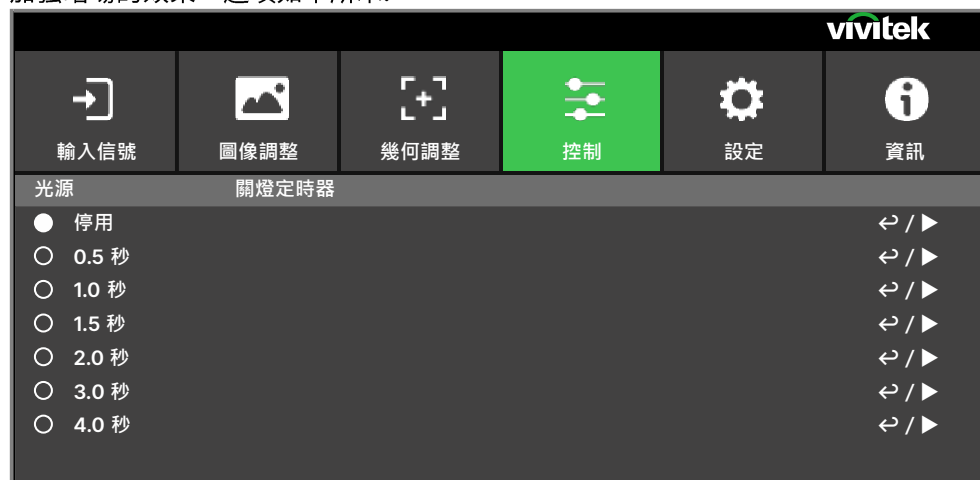 vivitek
輸入信號 圖像調整 幾何調整 控制 設定 資訊
光源 關燈定時器
停用
0.5 秒
1.0 秒
1.5 秒
2.0 秒
3.0 秒
4.0 秒